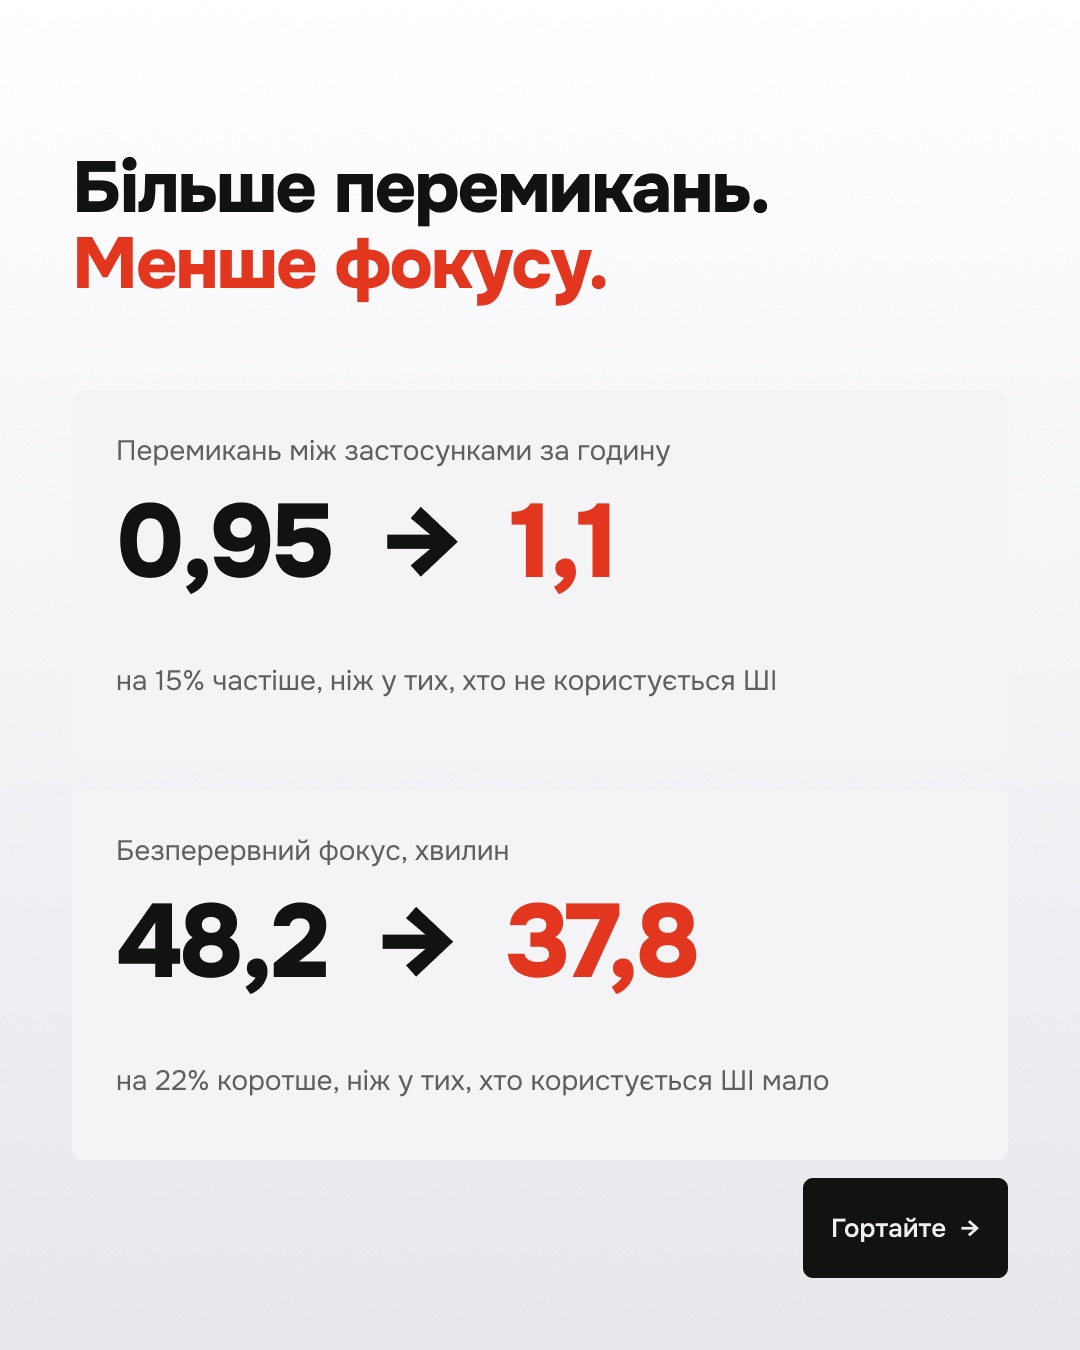 Більше перемикань.
Менше фокусу.
Перемикань між застосунками за годину
0,95 → 1,1
на 15% частіше, ніж у тих, хто не користується ШІ
Безперервний фокус, хвилин
48,2 → 37,8
на 22% коротше, ніж у тих, хто користується ШІ мало
Гортайте →